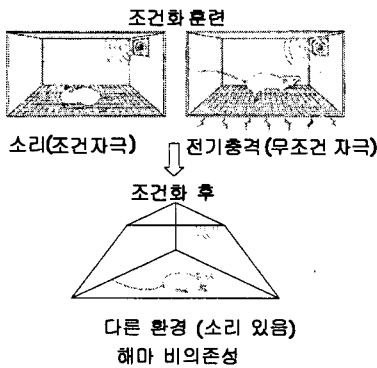 조건화 훈련
소리(조건자극)
전기충격(무조건 자극)
조건화 후
다른 환경 (소리 있음)
해마 비의존성